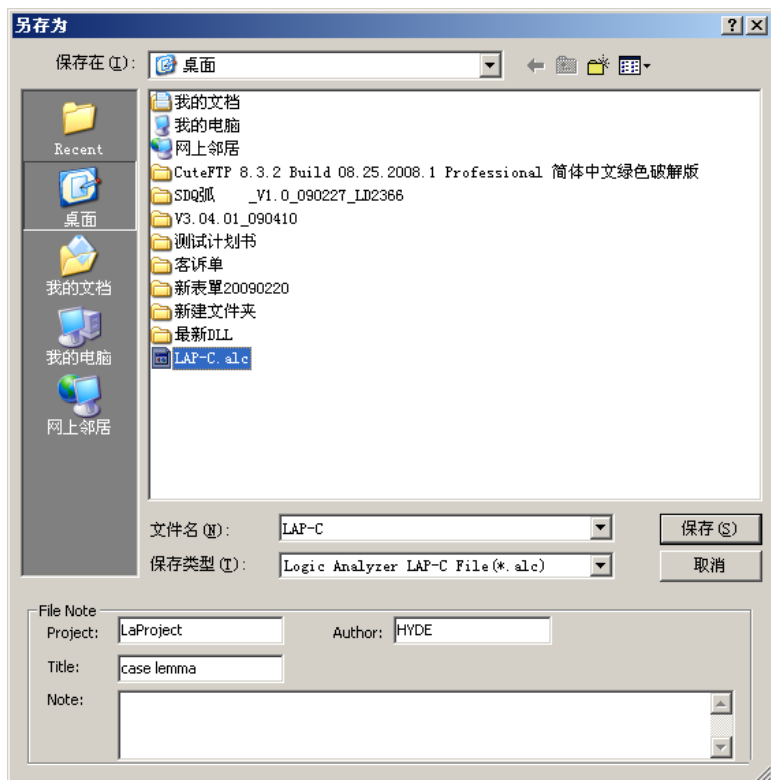 另存为
保存在(I): 桌面
Recent
桌面
我的文档
我的电脑
网上邻居
我的文档
我的电脑
网上邻居
CuteFTP 8.3.2 Build 08.25.2008.1 Professional 简体中文绿色破解版
SDQ弧 _V1.0_090227_LD2366
V3.04.01_090410
测试计划书
客诉单
新表單20090220
新建文件夹
最新DLL
LAP-C.alc
文件名(N): LAP-C 保存(S)
保存类型(T): Logic Analyzer LAP-C File(*.alc) 取消
File Note
Project: LaProject Author: HYDE
Title: case lemma
Note: